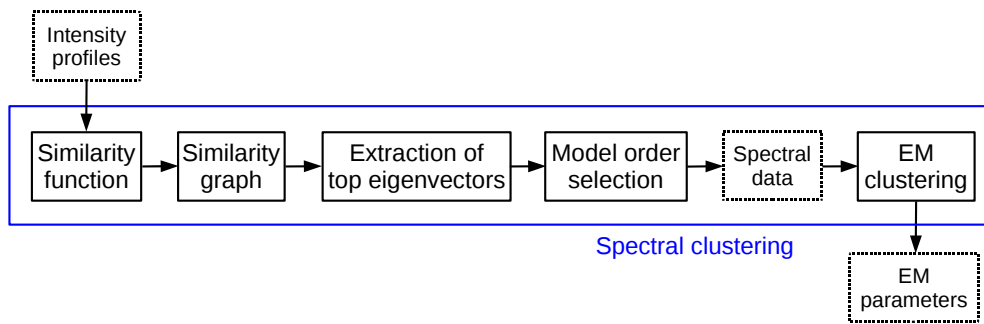 Intensity
profiles
Similarity
function
Similarity
graph
Extraction of
top eigenvectors
Model order
selection
Spectral
data
EM
clustering
Spectral clustering
EM
parameters